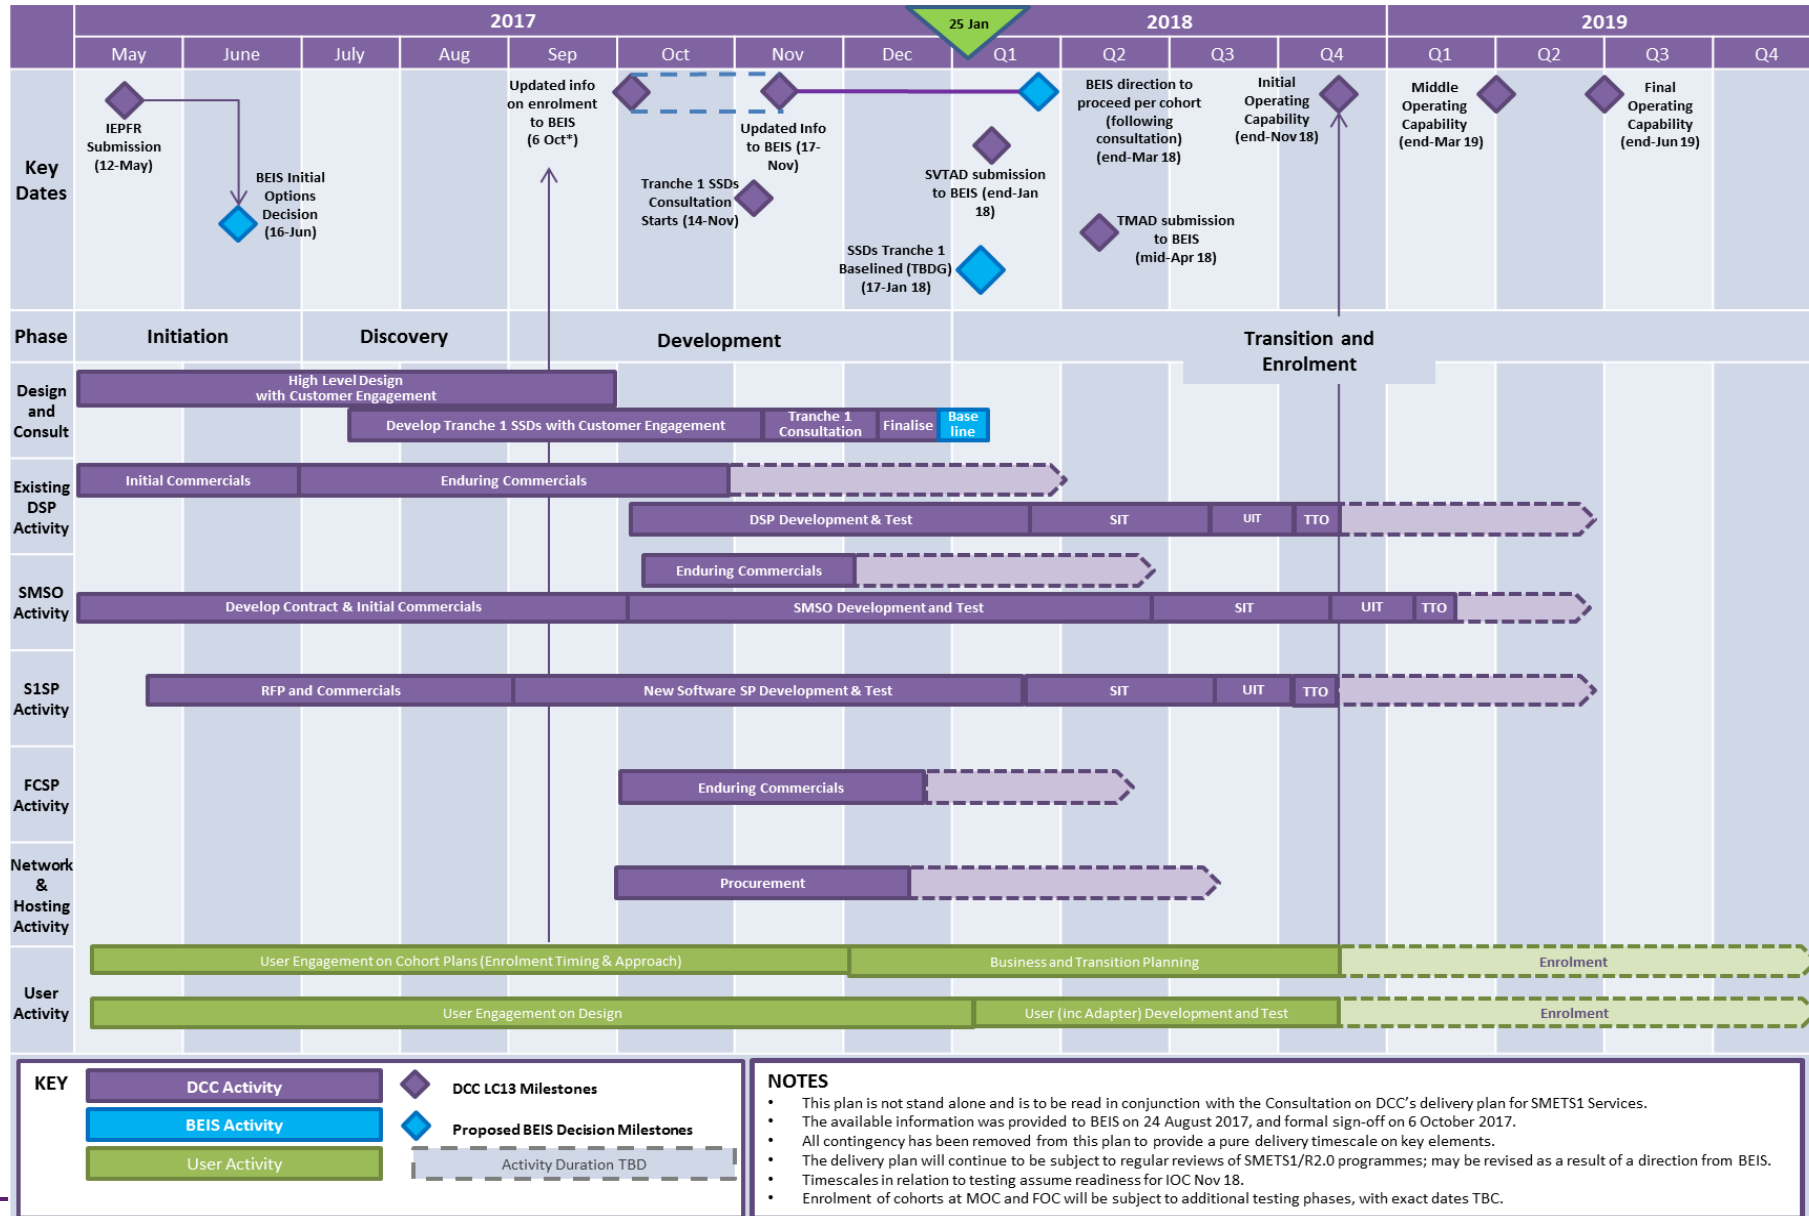 2017
25 Jan
2018
2019
May
June
July
Aug
Sep
Oct
Nov
Dec
Q1
Q2
Q3
Q4
Q1
Q2
Q3
Q4
Key
Dates
IEPFR
Submission
(12-May)
BEIS Initial
Options
Decision
(16-Jun)
Updated info
on enrolment
to BEIS
(6 Oct*)
Updated Info
to BEIS (17-
Nov)
Tranche 1 SSDs
Consultation
Starts (14-Nov)
SVTAD submission
to BEIS (end-Jan
18)
SSDs Tranche 1
Baselined (TBDG)
(17-Jan 18)
BEIS direction to
proceed per cohort
(following
consultation)
(end-Mar 18)
TMAD submission
to BEIS
(mid-Apr 18)
Initial
Operating
Capability
(end-Nov 18)
Middle
Operating
Capability
(end-Mar 19)
Final
Operating
Capability
(end-Jun 19)
Phase
Initiation
Discovery
Development
Transition and
Enrolment
Design
and
Consult
High Level Design
with Customer Engagement
Develop Tranche 1 SSDs with Customer Engagement
Tranche 1
Consultation
Finalise
Base
line
Existing
DSP
Activity
Initial Commercials
Enduring Commercials
DSP Development & Test
SIT
UIT
TTO
SMSO
Activity
Enduring Commercials
Develop Contract & Initial Commercials
SMSO Development and Test
SIT
UIT
TTO
S1SP
Activity
RFP and Commercials
New Software SP Development & Test
SIT
UIT
TTO
FCSP
Activity
Enduring Commercials
Network
&
Hosting
Activity
Procurement
User
Activity
User Engagement on Cohort Plans (Enrolment Timing & Approach)
Business and Transition Planning
Enrolment
User Engagement on Design
User (inc Adapter) Development and Test
Enrolment
KEY
DCC Activity
BEIS Activity
User Activity
DCC LC13 Milestones
Proposed BEIS Decision Milestones
Activity Duration TBD
NOTES
• This plan is not stand alone and is to be read in conjunction with the Consultation on DCC's delivery plan for SMETS1 Services.
• The available information was provided to BEIS on 24 August 2017, and formal sign-off on 6 October 2017.
• All contingency has been removed from this plan to provide a pure delivery timescale on key elements.
• The delivery plan will continue to be subject to regular reviews of SMETS1/R2.0 programmes; may be revised as a result of a direction from BEIS.
• Timescales in relation to testing assume readiness for IOC Nov 18.
• Enrolment of cohorts at MOC and FOC will be subject to additional testing phases, with exact dates TBC.